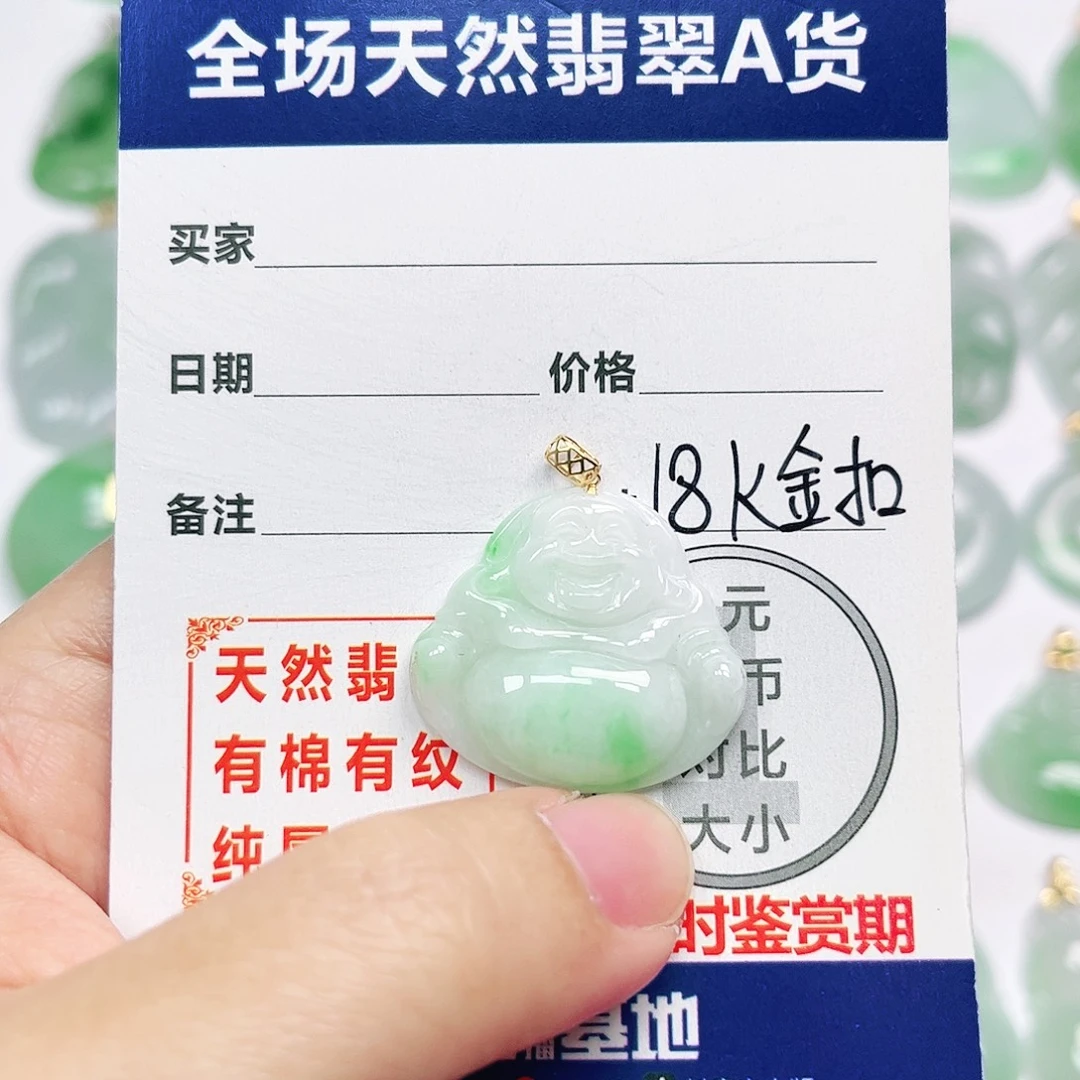 全场天然翡翠A货
买家
日期 价格
备注 18K金扣
天然翡
有棉有纹
纯
元
币
对比
大小
时鉴赏期
基地